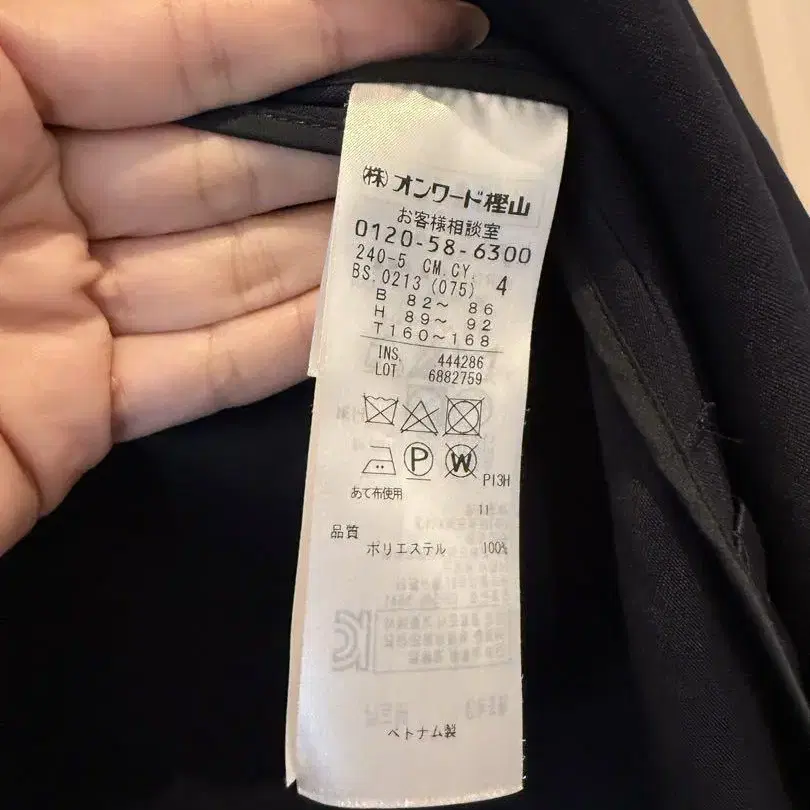 (株)オンワード樫山
お客様相談室
0120-58-6300
240-5 CM.CY.
BS.0213(075) 4
B 82～ 86
H 89～ 92
T160～168
INS. 444286
LOT 6882759
P W P13H
あて布使用
11
品質
ポリエステル 100%
ベトナム製